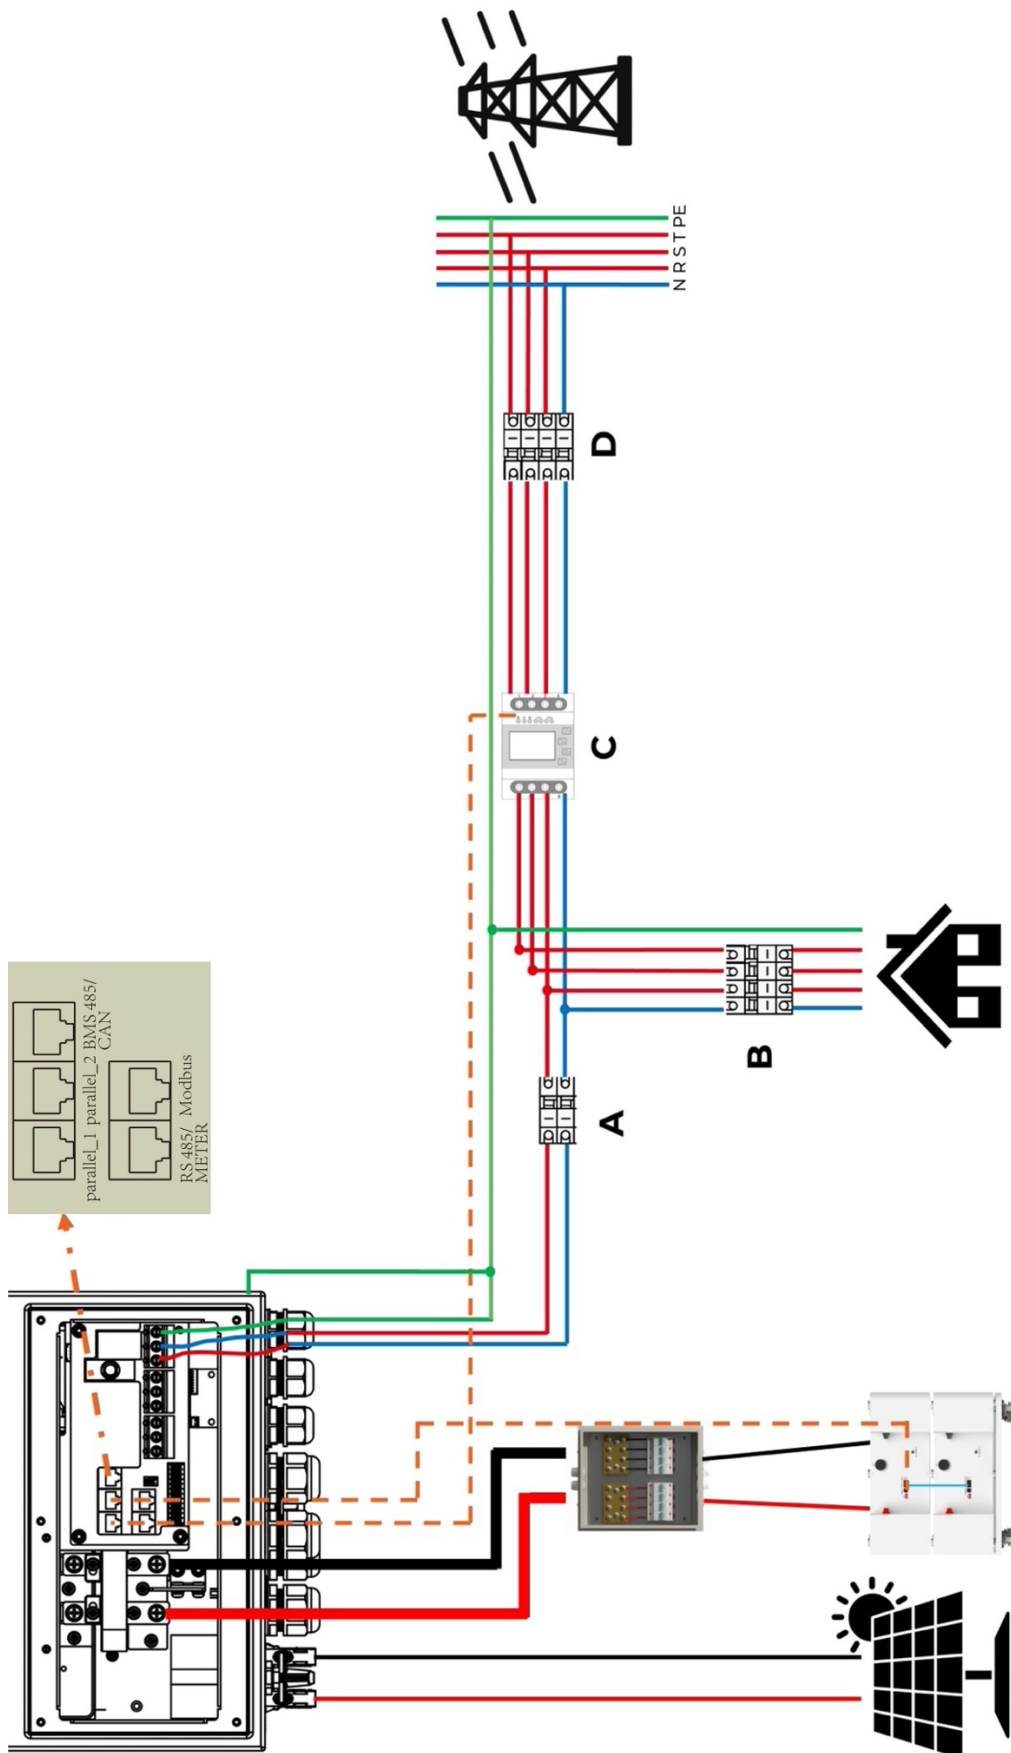 N R S T PE
D
C
B
A
parallel_1 parallel_2 BMS 485/
CAN
RS 485/ Modbus
METER